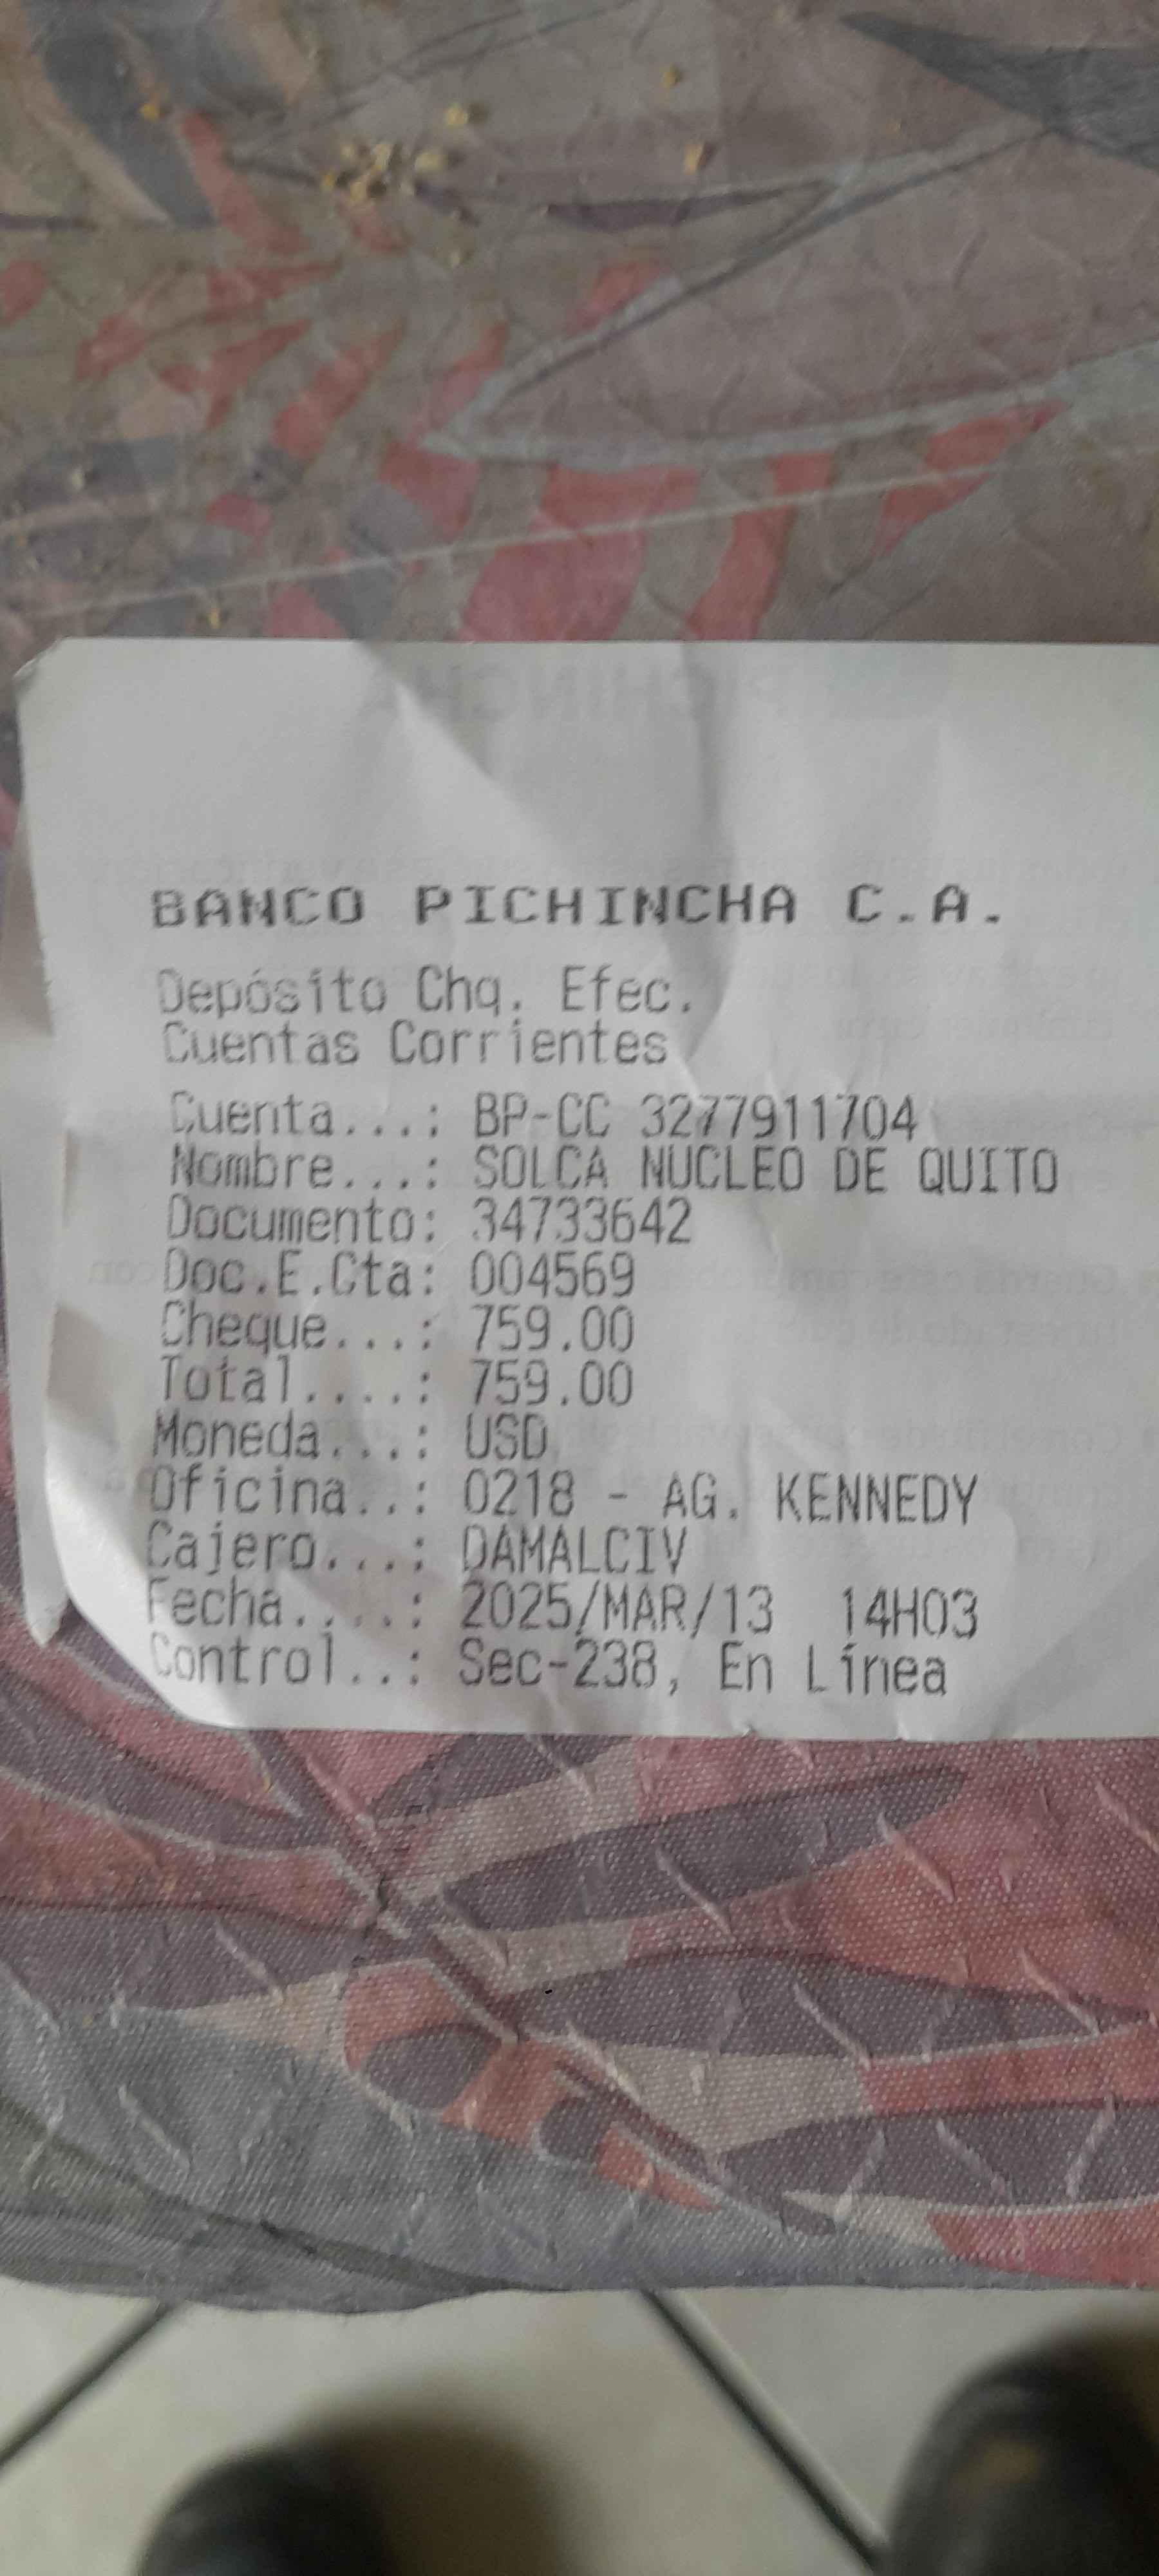 BANCO PICHINCHA C.A.
Depósito Chq. Efec.
Cuentas Corrientes
Cuenta...: BP-CC 3277911704
Nombre...: SOLCA NUCLEO DE QUITO
Documento: 34733642
Doc.E.Cta: 004569
Cheque...: 759.00
Total....: 759.00
Moneda...: USD
Oficina..: 0218 - AG. KENNEDY
Cajero...: DAMALCIV
Fecha....: 2025/MAR/13 14H03
Control..: Sec-238, En Línea